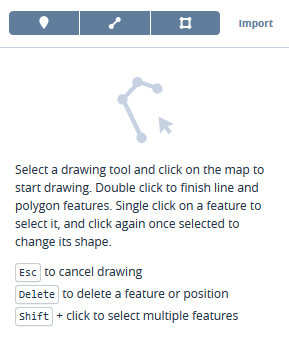 Import
Select a drawing tool and click on the map to
start drawing. Double click to finish line and
polygon features. Single click on a feature to
select it, and click again once selected to
change its shape.
Esc to cancel drawing
Delete to delete a feature or position
Shift + click to select multiple features